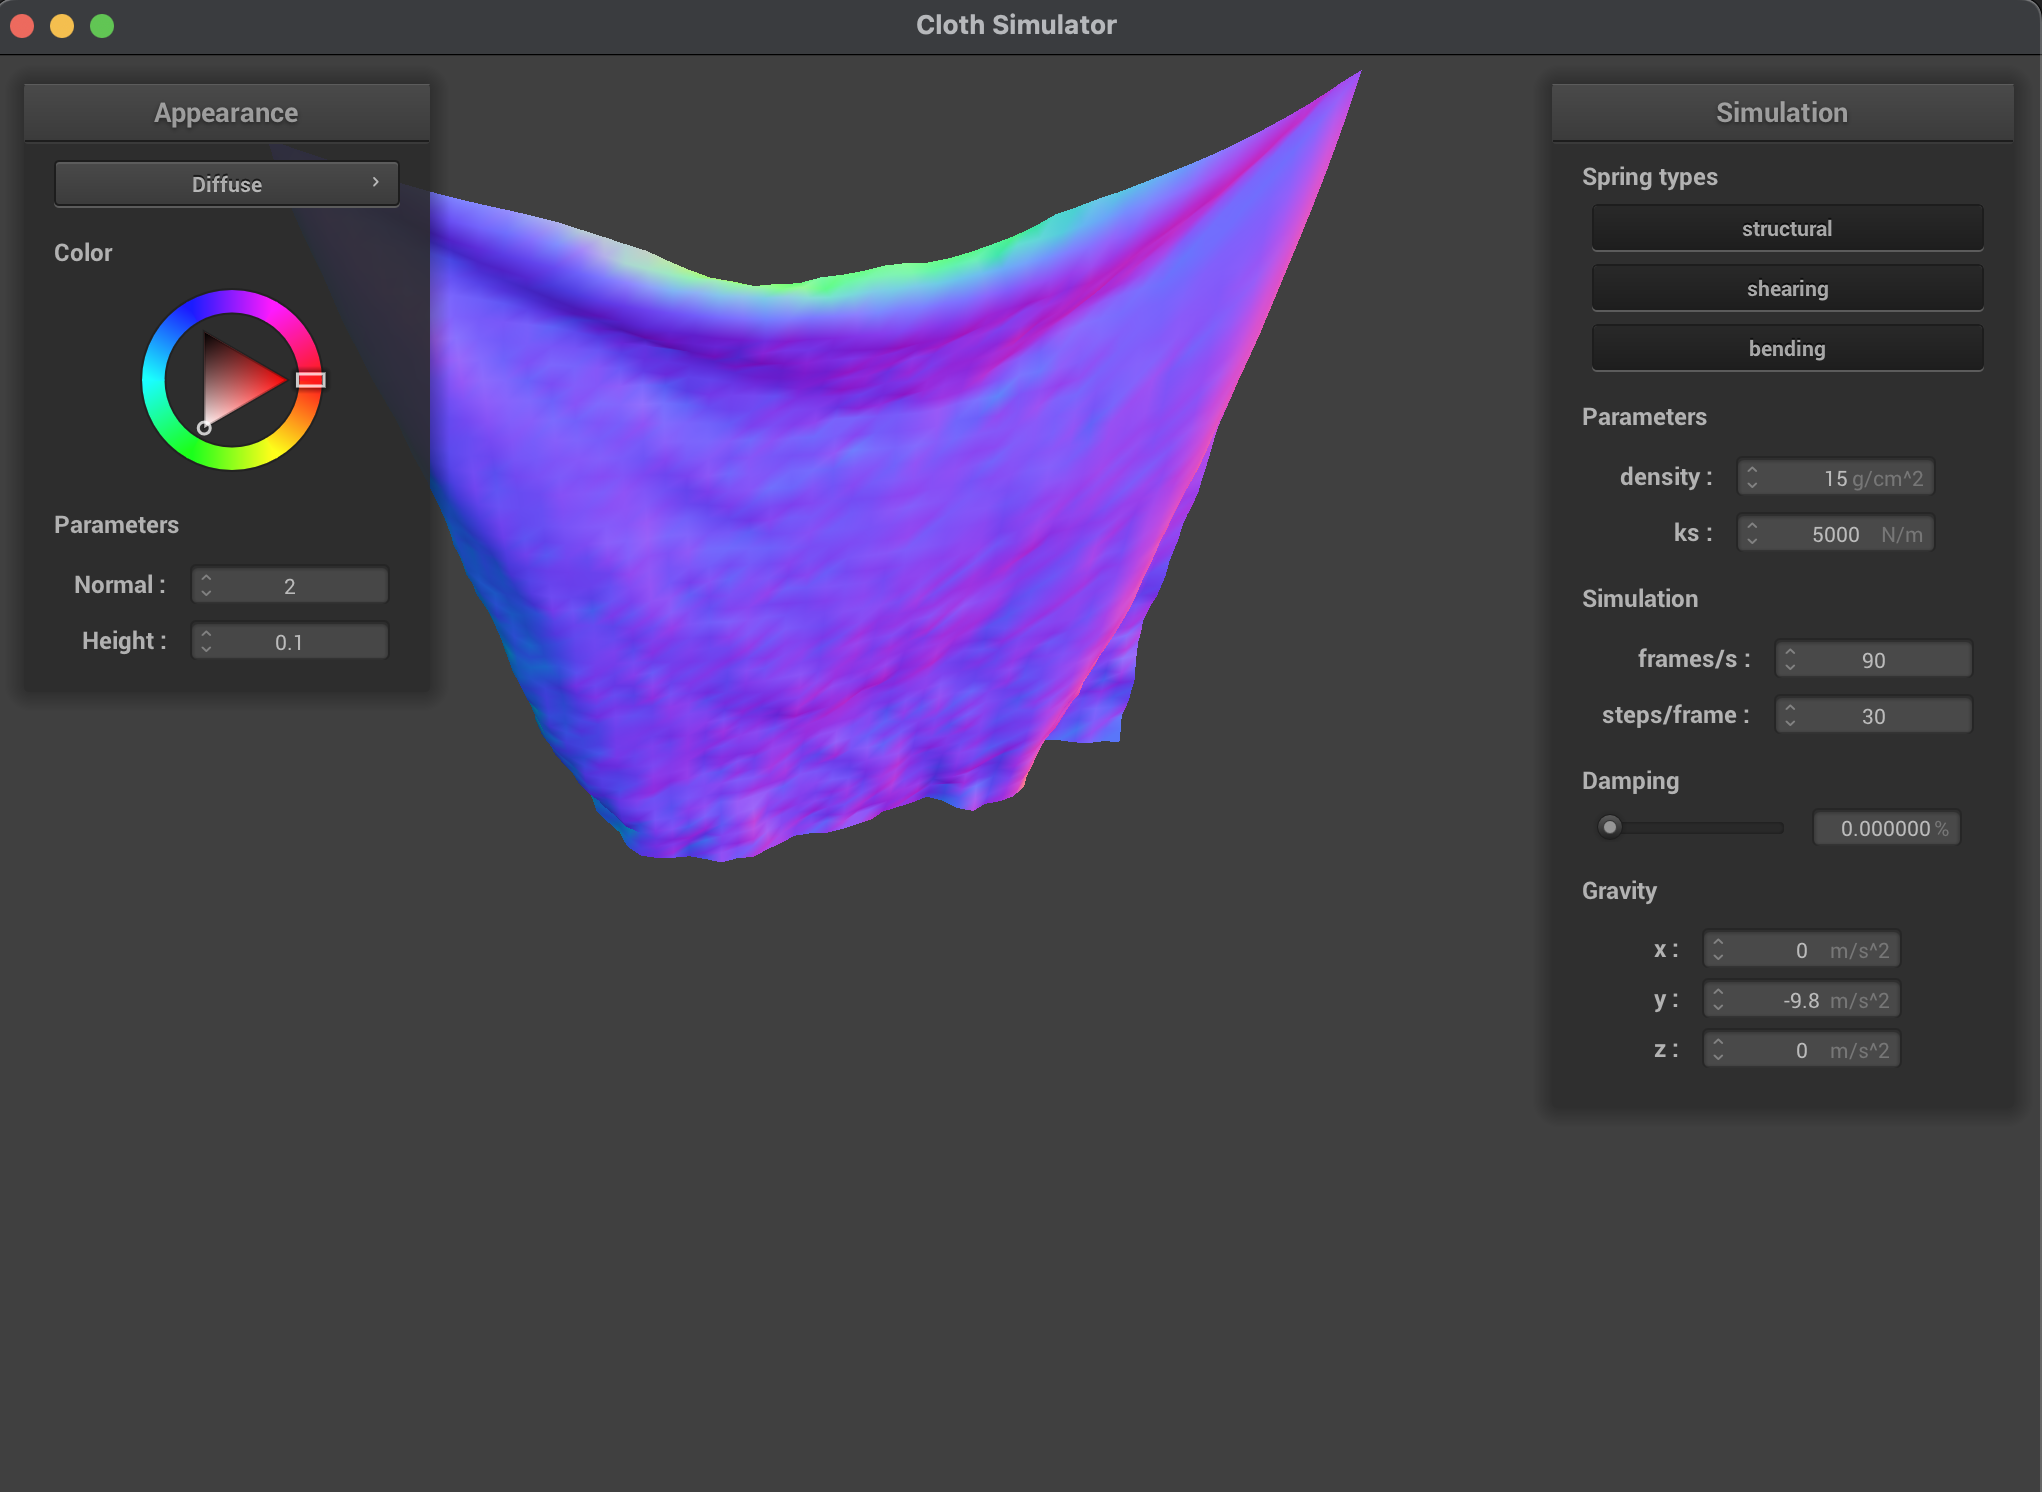 Cloth Simulator
Appearance
Diffuse
Color
Parameters
Normal : 2
Height : 0.1
Simulation
Spring types
structural
shearing
bending
Parameters
density : 15 g/cm^2
ks : 5000 N/m
Simulation
frames/s : 90
steps/frame : 30
Damping
0.000000 %
Gravity
x : 0 m/s^2
y : -9.8 m/s^2
z : 0 m/s^2